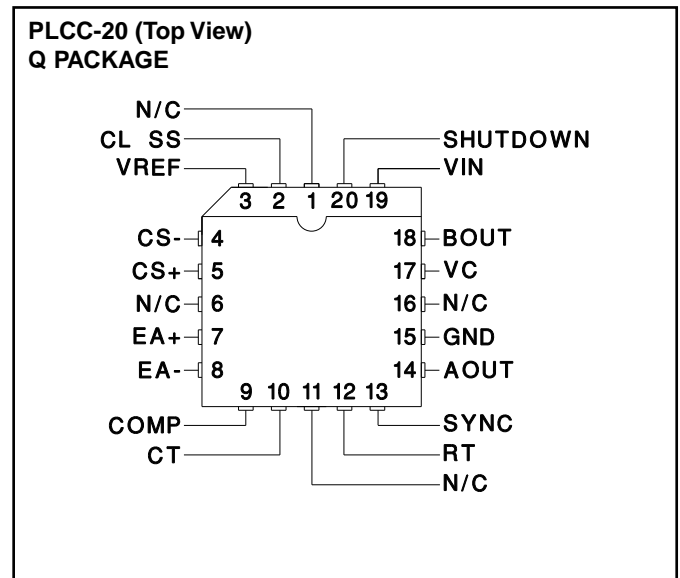 PLCC-20 (Top View)
Q PACKAGE
N/C
CL SS
SHUTDOWN
VREF
VIN
3 2 1 20 19
CS- 4
18 BOUT
CS+ 5
17 VC
N/C 6
16 N/C
EA+ 7
15 GND
EA- 8
14 AOUT
9 10 11 12 13
COMP
SYNC
CT
RT
N/C